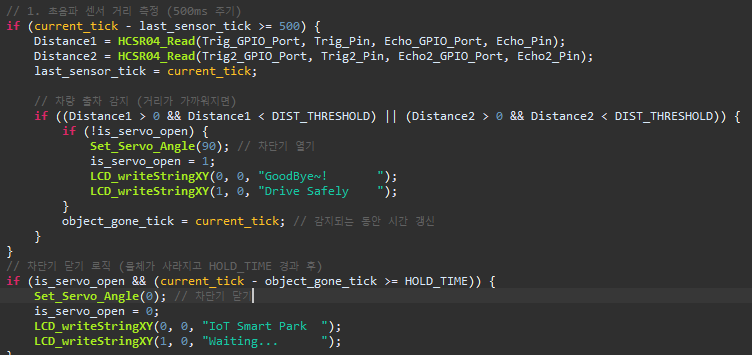 // 1. 초음파 센서 거리 측정 (500ms 주기)
if (current_tick - last_sensor_tick >= 500) {
    Distance1 = HCSR04_Read(Trig_GPIO_Port, Trig_Pin, Echo_GPIO_Port, Echo_Pin);
    Distance2 = HCSR04_Read(Trig2_GPIO_Port, Trig2_Pin, Echo2_GPIO_Port, Echo2_Pin);
    last_sensor_tick = current_tick;

    // 차량 출차 감지 (거리가 가까워지면)
    if ((Distance1 > 0 && Distance1 < DIST_THRESHOLD) || (Distance2 > 0 && Distance2 < DIST_THRESHOLD)) {
        if (!is_servo_open) {
            Set_Servo_Angle(90); // 차단기 열기
            is_servo_open = 1;
            LCD_writeStringXY(0, 0, "GoodBye~!       ");
            LCD_writeStringXY(1, 0, "Drive Safely    ");
        }
        object_gone_tick = current_tick; // 감지되는 동안 시간 갱신
    }
}
// 차단기 닫기 로직 (물체가 사라지고 HOLD_TIME 경과 후)
if (is_servo_open && (current_tick - object_gone_tick >= HOLD_TIME)) {
    Set_Servo_Angle(0); // 차단기 닫기
    is_servo_open = 0;
    LCD_writeStringXY(0, 0, "IoT Smart Park  ");
    LCD_writeStringXY(1, 0, "Waiting...      ");
}